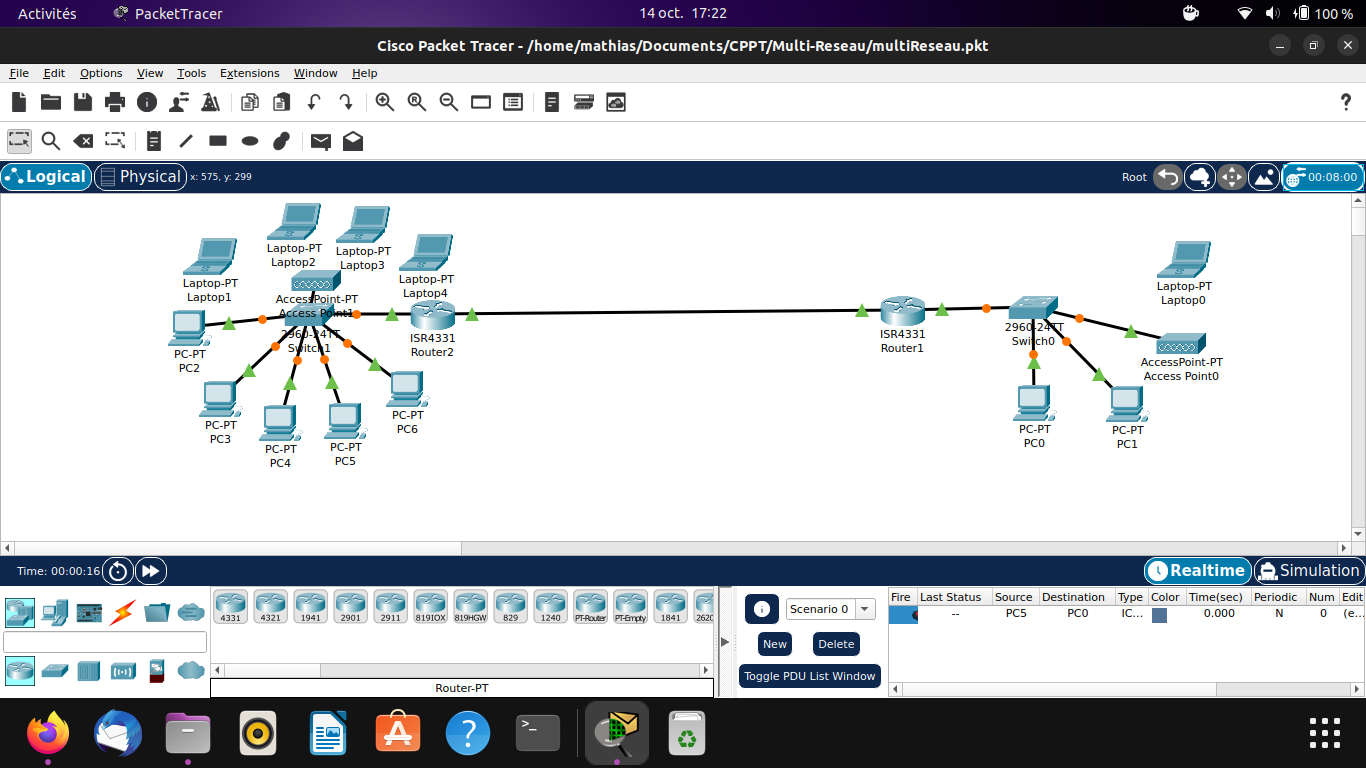 Activités
PacketTracer
14 oct. 17:22
100 %
Cisco Packet Tracer - /home/mathias/Documents/CPPT/Multi-Reseau/multiReseau.pkt
File Edit Options View Tools Extensions Window Help
Logical
Physical
x: 575, y: 299
Root
00:08:00
Laptop-PT
Laptop1
Laptop-PT
Laptop2
Laptop-PT
Laptop3
Laptop-PT
Laptop4
AccessPoint-PT
Access Point1
2960-24TT
Switch1
ISR4331
Router2
PC-PT
PC2
PC-PT
PC3
PC-PT
PC4
PC-PT
PC5
PC-PT
PC6
ISR4331
Router1
2960-24TT
Switch0
Laptop-PT
Laptop0
AccessPoint-PT
Access Point0
PC-PT
PC0
PC-PT
PC1
Time: 00:00:16
Realtime
Simulation
4331 4321 1941 2901 2911 819IOX 819HGW 829 1240 PT-Router PT-Empty 1841 2620
Router-PT
Scenario 0
New
Delete
Toggle PDU List Window
Fire Last Status Source Destination Type Color Time(sec) Periodic Num Edit
-- PC5 PC0 IC... 0.000 N 0 (e...